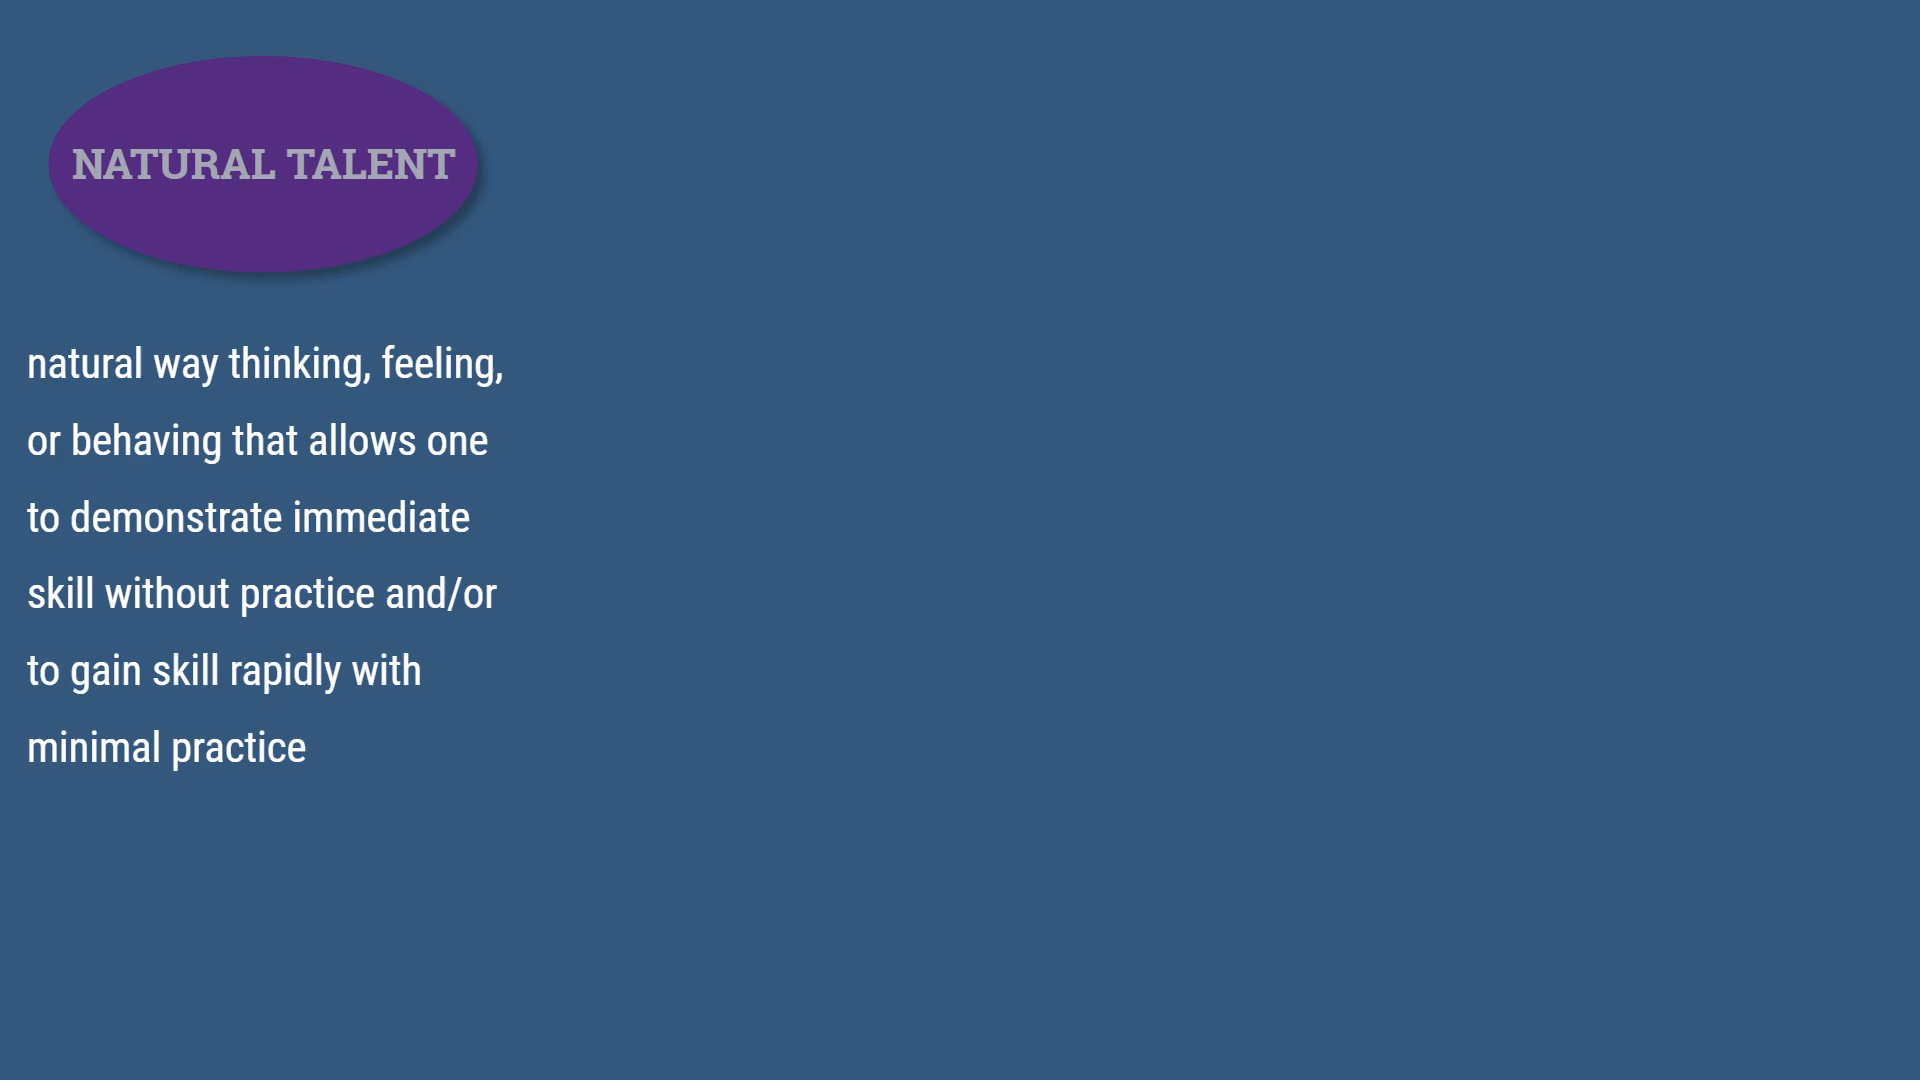 NATURAL TALENT
natural way thinking, feeling,
or behaving that allows one
to demonstrate immediate
skill without practice and/or
to gain skill rapidly with
minimal practice